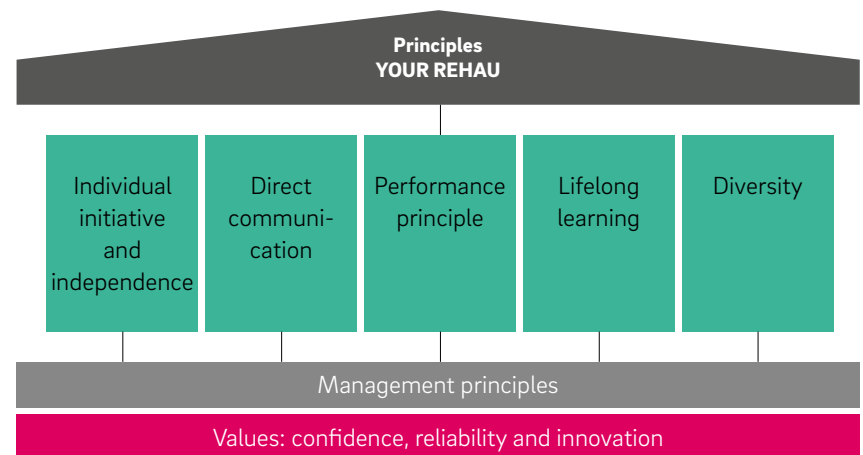 Principles
YOUR REHAU
Individual
initiative
and
independence
Direct
communi-
cation
Performance
principle
Lifelong
learning
Diversity
Management principles
Values: confidence, reliability and innovation